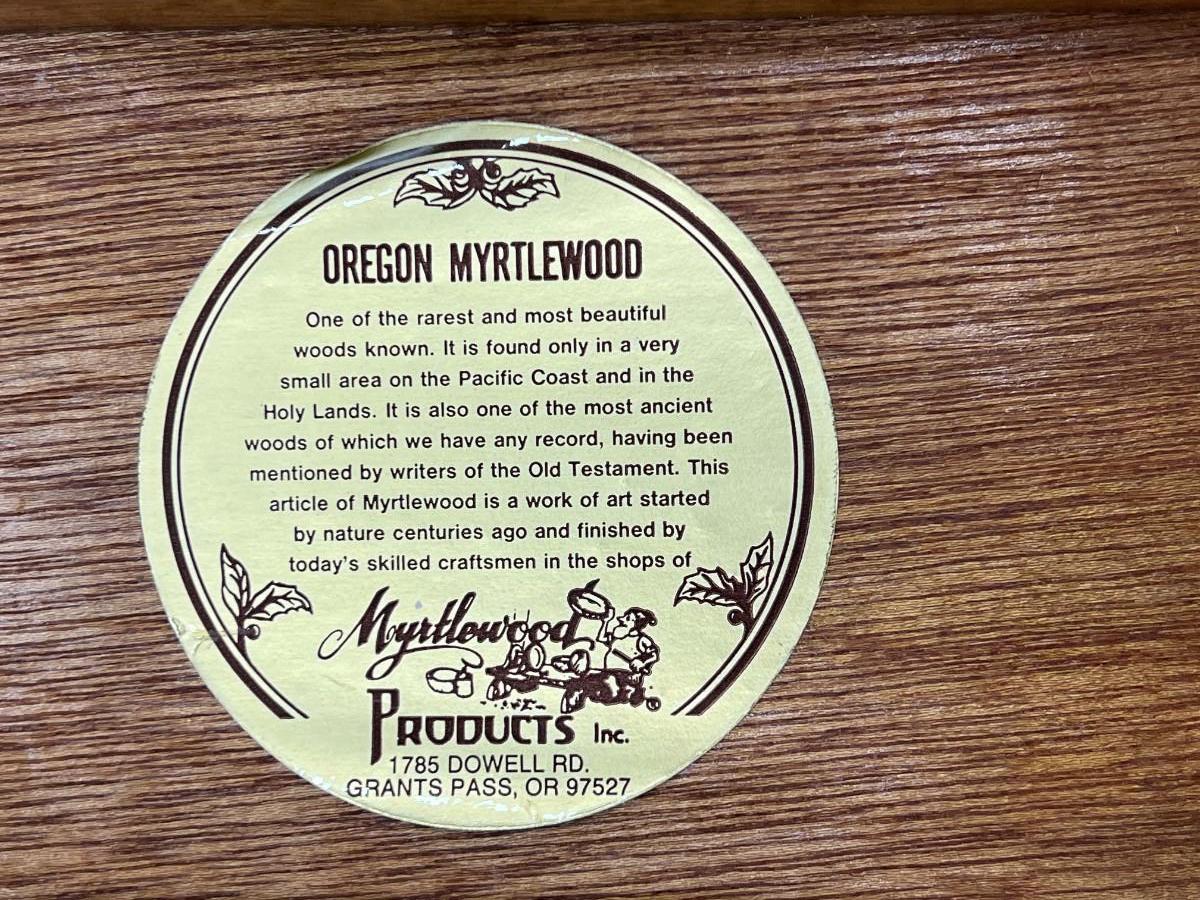 OREGON MYRTLEWOOD
One of the rarest and most beautiful
woods known. It is found only in a very
small area on the Pacific Coast and in the
Holy Lands. It is also one of the most ancient
woods of which we have any record, having been
mentioned by writers of the Old Testament. This
article of Myrtlewood is a work of art started
by nature centuries ago and finished by
today's skilled craftsmen in the shops of
Myrtlewood
PRODUCTS Inc.
1785 DOWELL RD.
GRANTS PASS, OR 97527